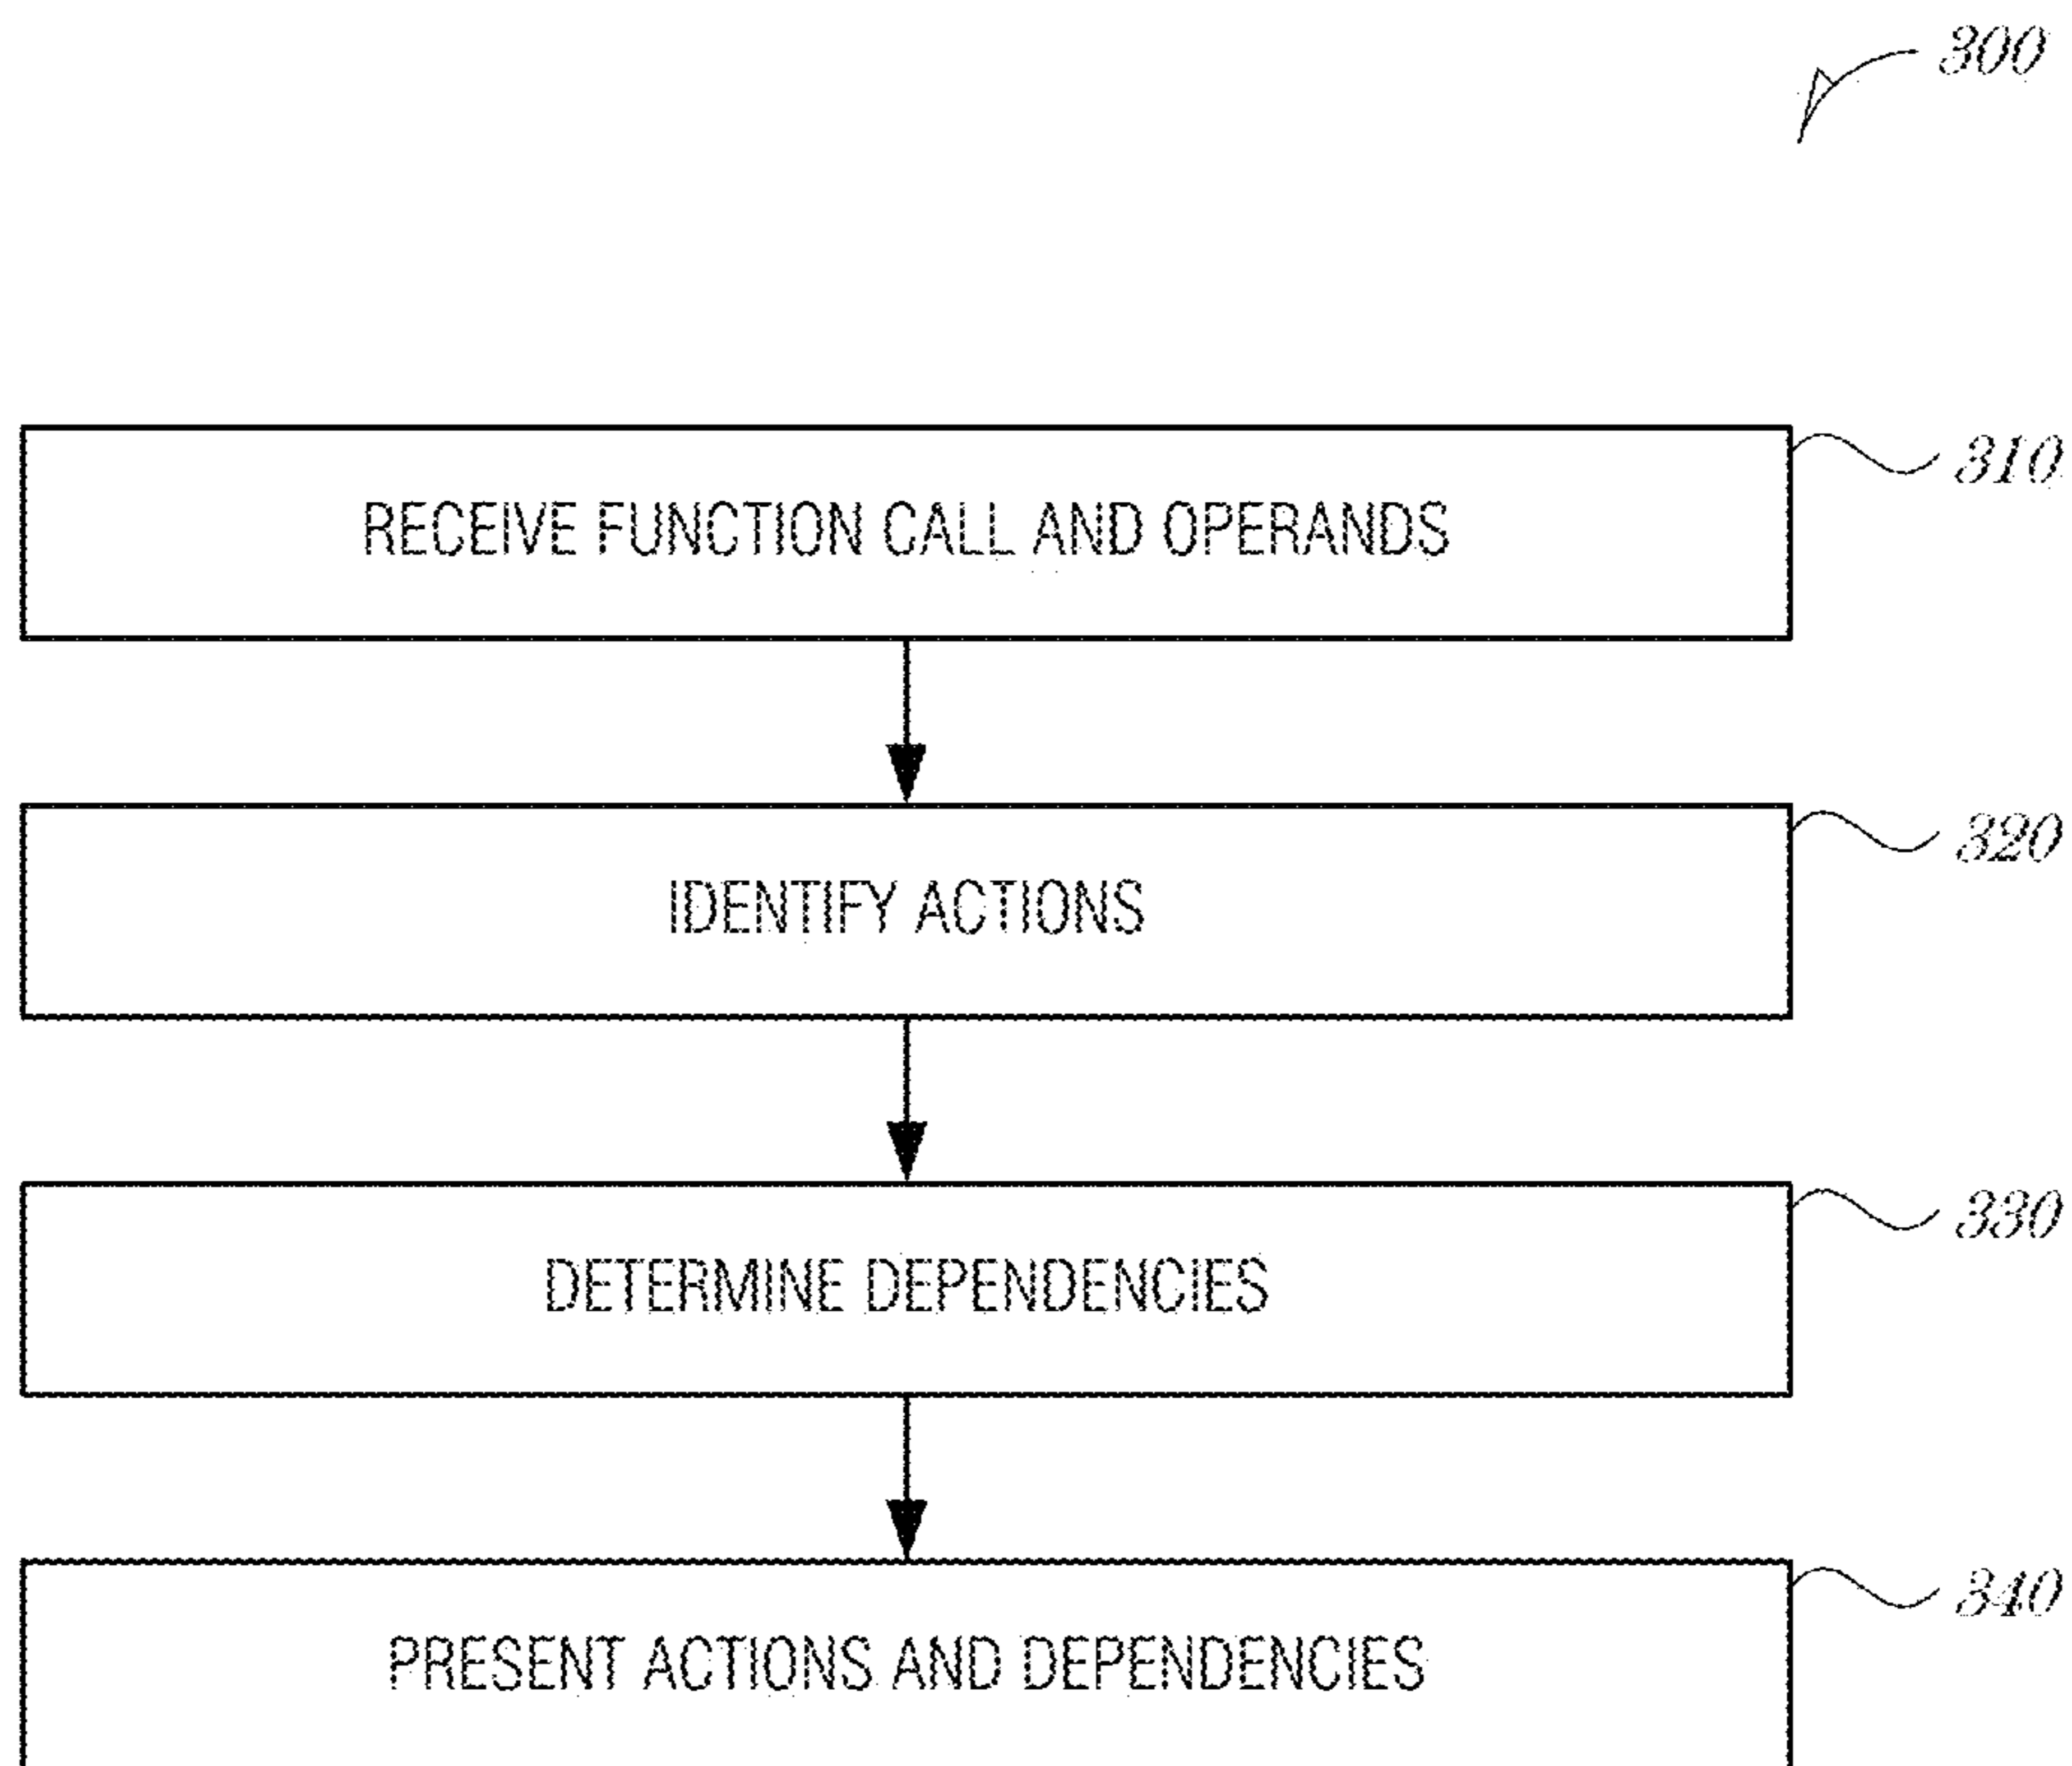 300
310
RECEIVE FUNCTION CALL AND OPERANDS
320
IDENTIFY ACTIONS
330
DETERMINE DEPENDENCIES
340
PRESENT ACTIONS AND DEPENDENCIES